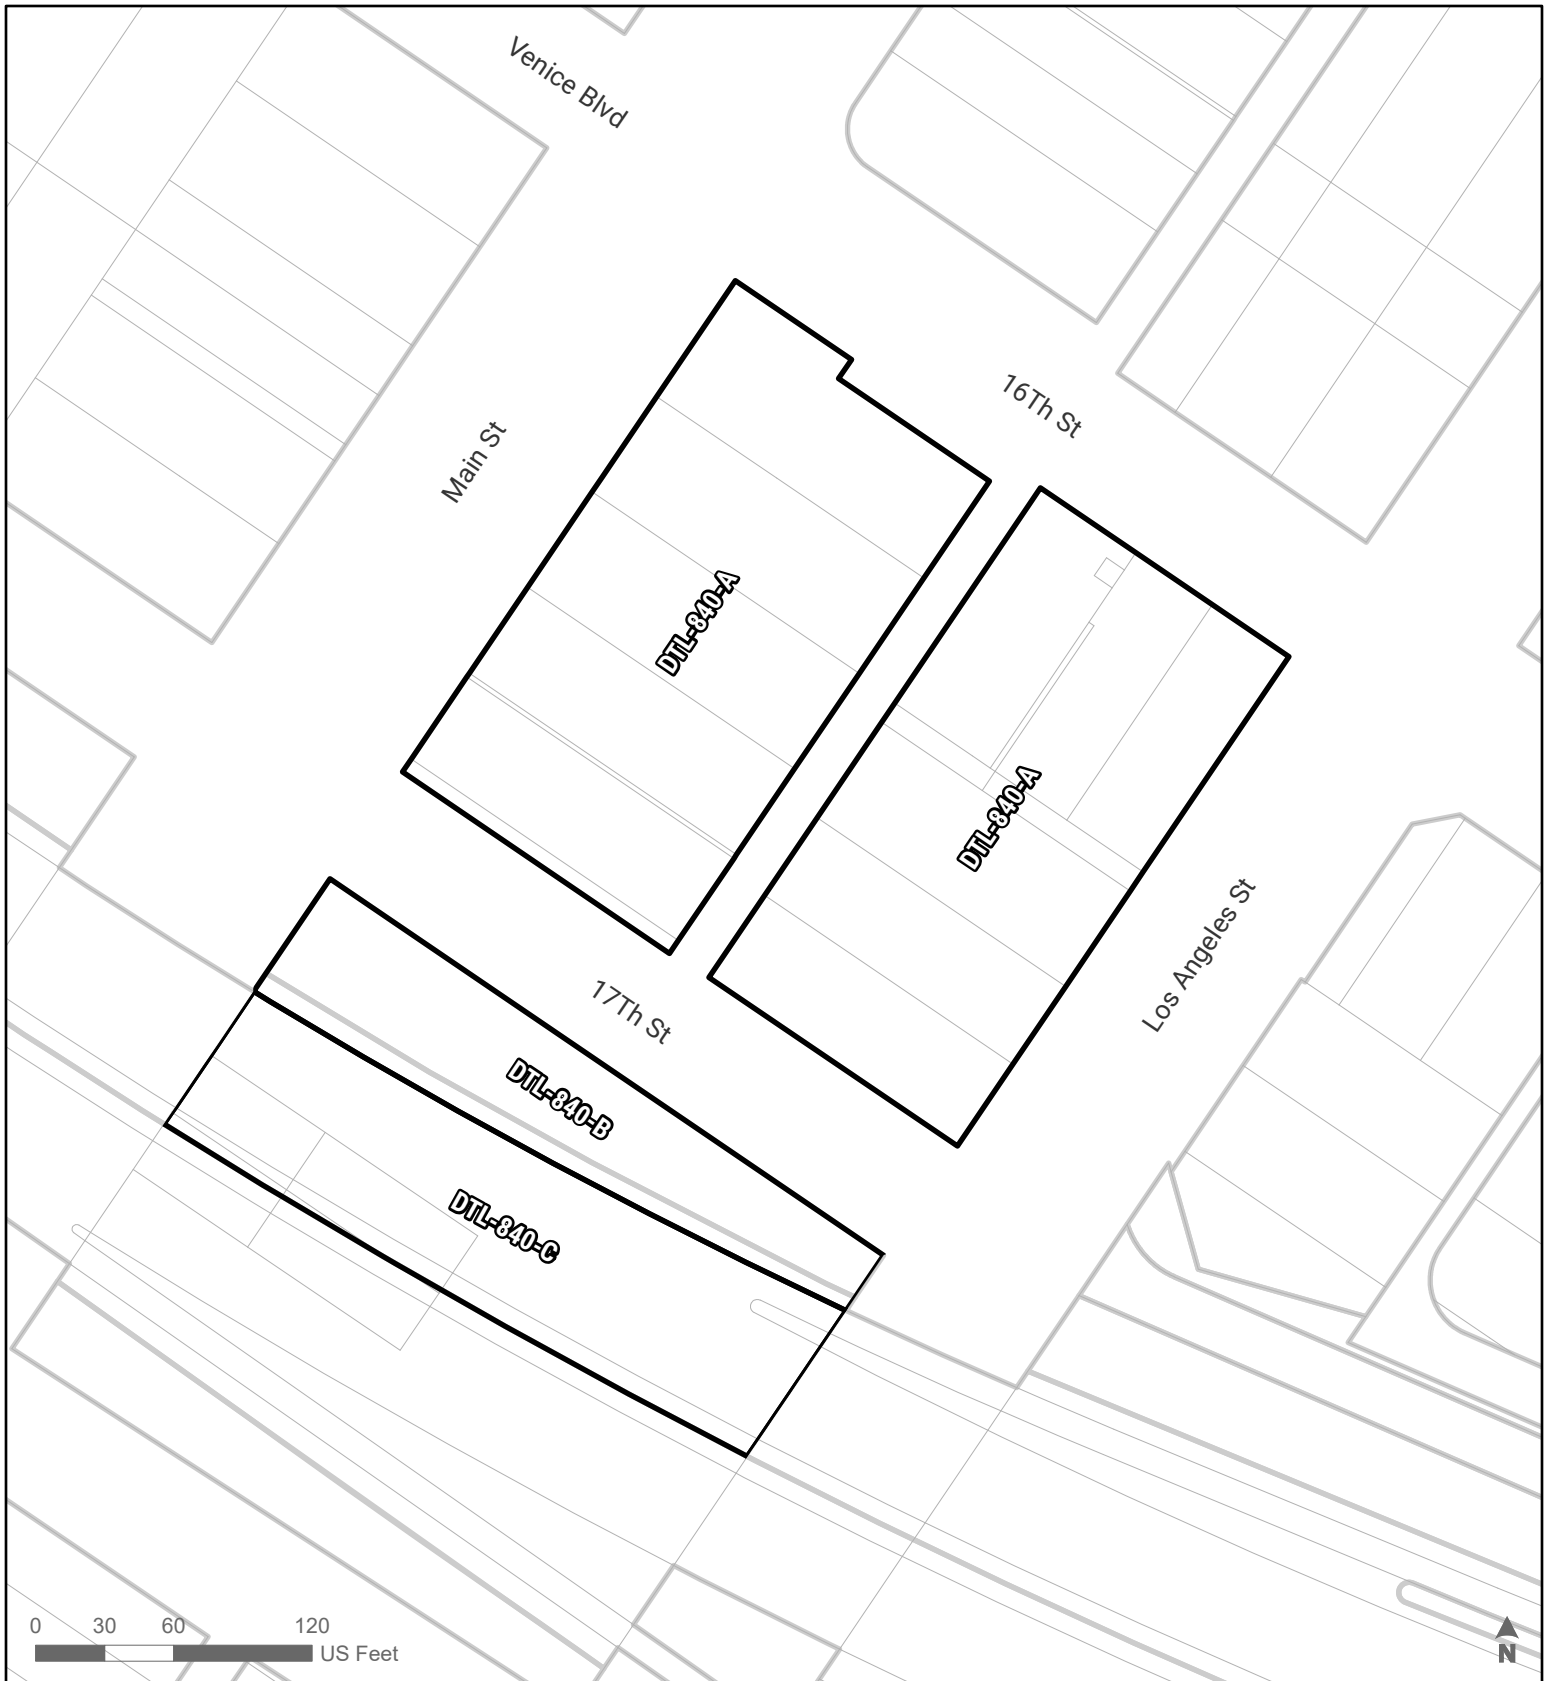 Venice Blvd
16Th St
Main St
DTL-840-A
DTL-840-A
Los Angeles St
17Th St
DTL-840-B
DTL-840-C
0 30 60 120
US Feet
N